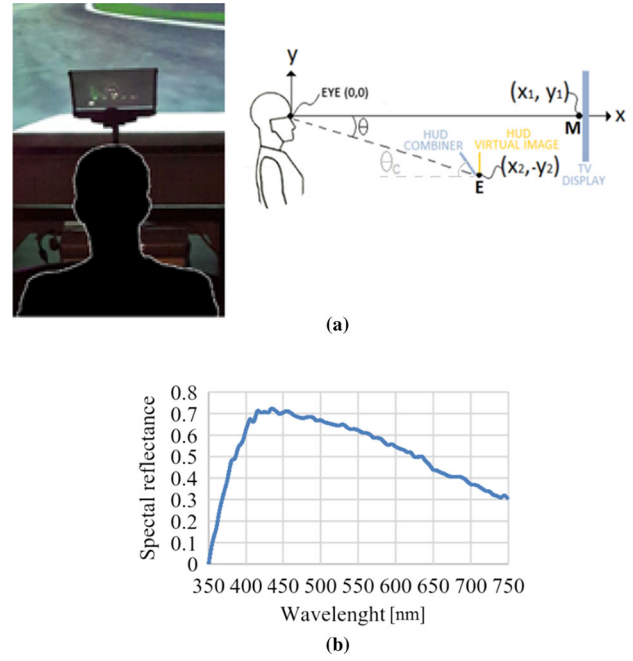 y
EYE (0,0)
(x₁, y₁)
x
M
θ
HUD
COMBINER
HUD
VIRTUAL IMAGE
θc
(x₂,-y₂)
E
TV
DISPLAY
(a)
0.8
0.7
0.6
0.5
0.4
0.3
0.2
0.1
0
Spectal reflectance
350 400 450 500 550 600 650 700 750
Wavelenght [nm]
(b)